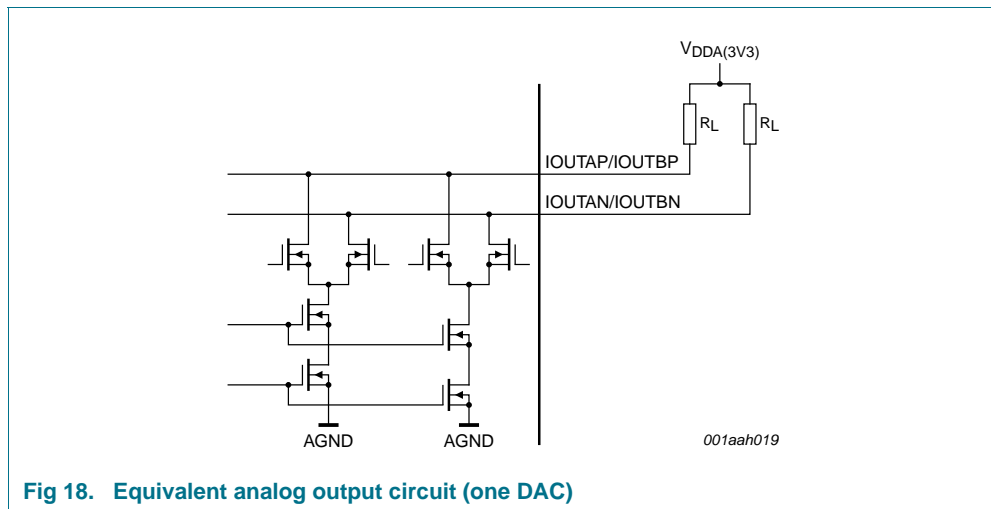 VDDA(3V3)
RL
RL
IOUTAP/IOUTBP
IOUTAN/IOUTBN
AGND
AGND
001aah019
Fig 18. Equivalent analog output circuit (one DAC)